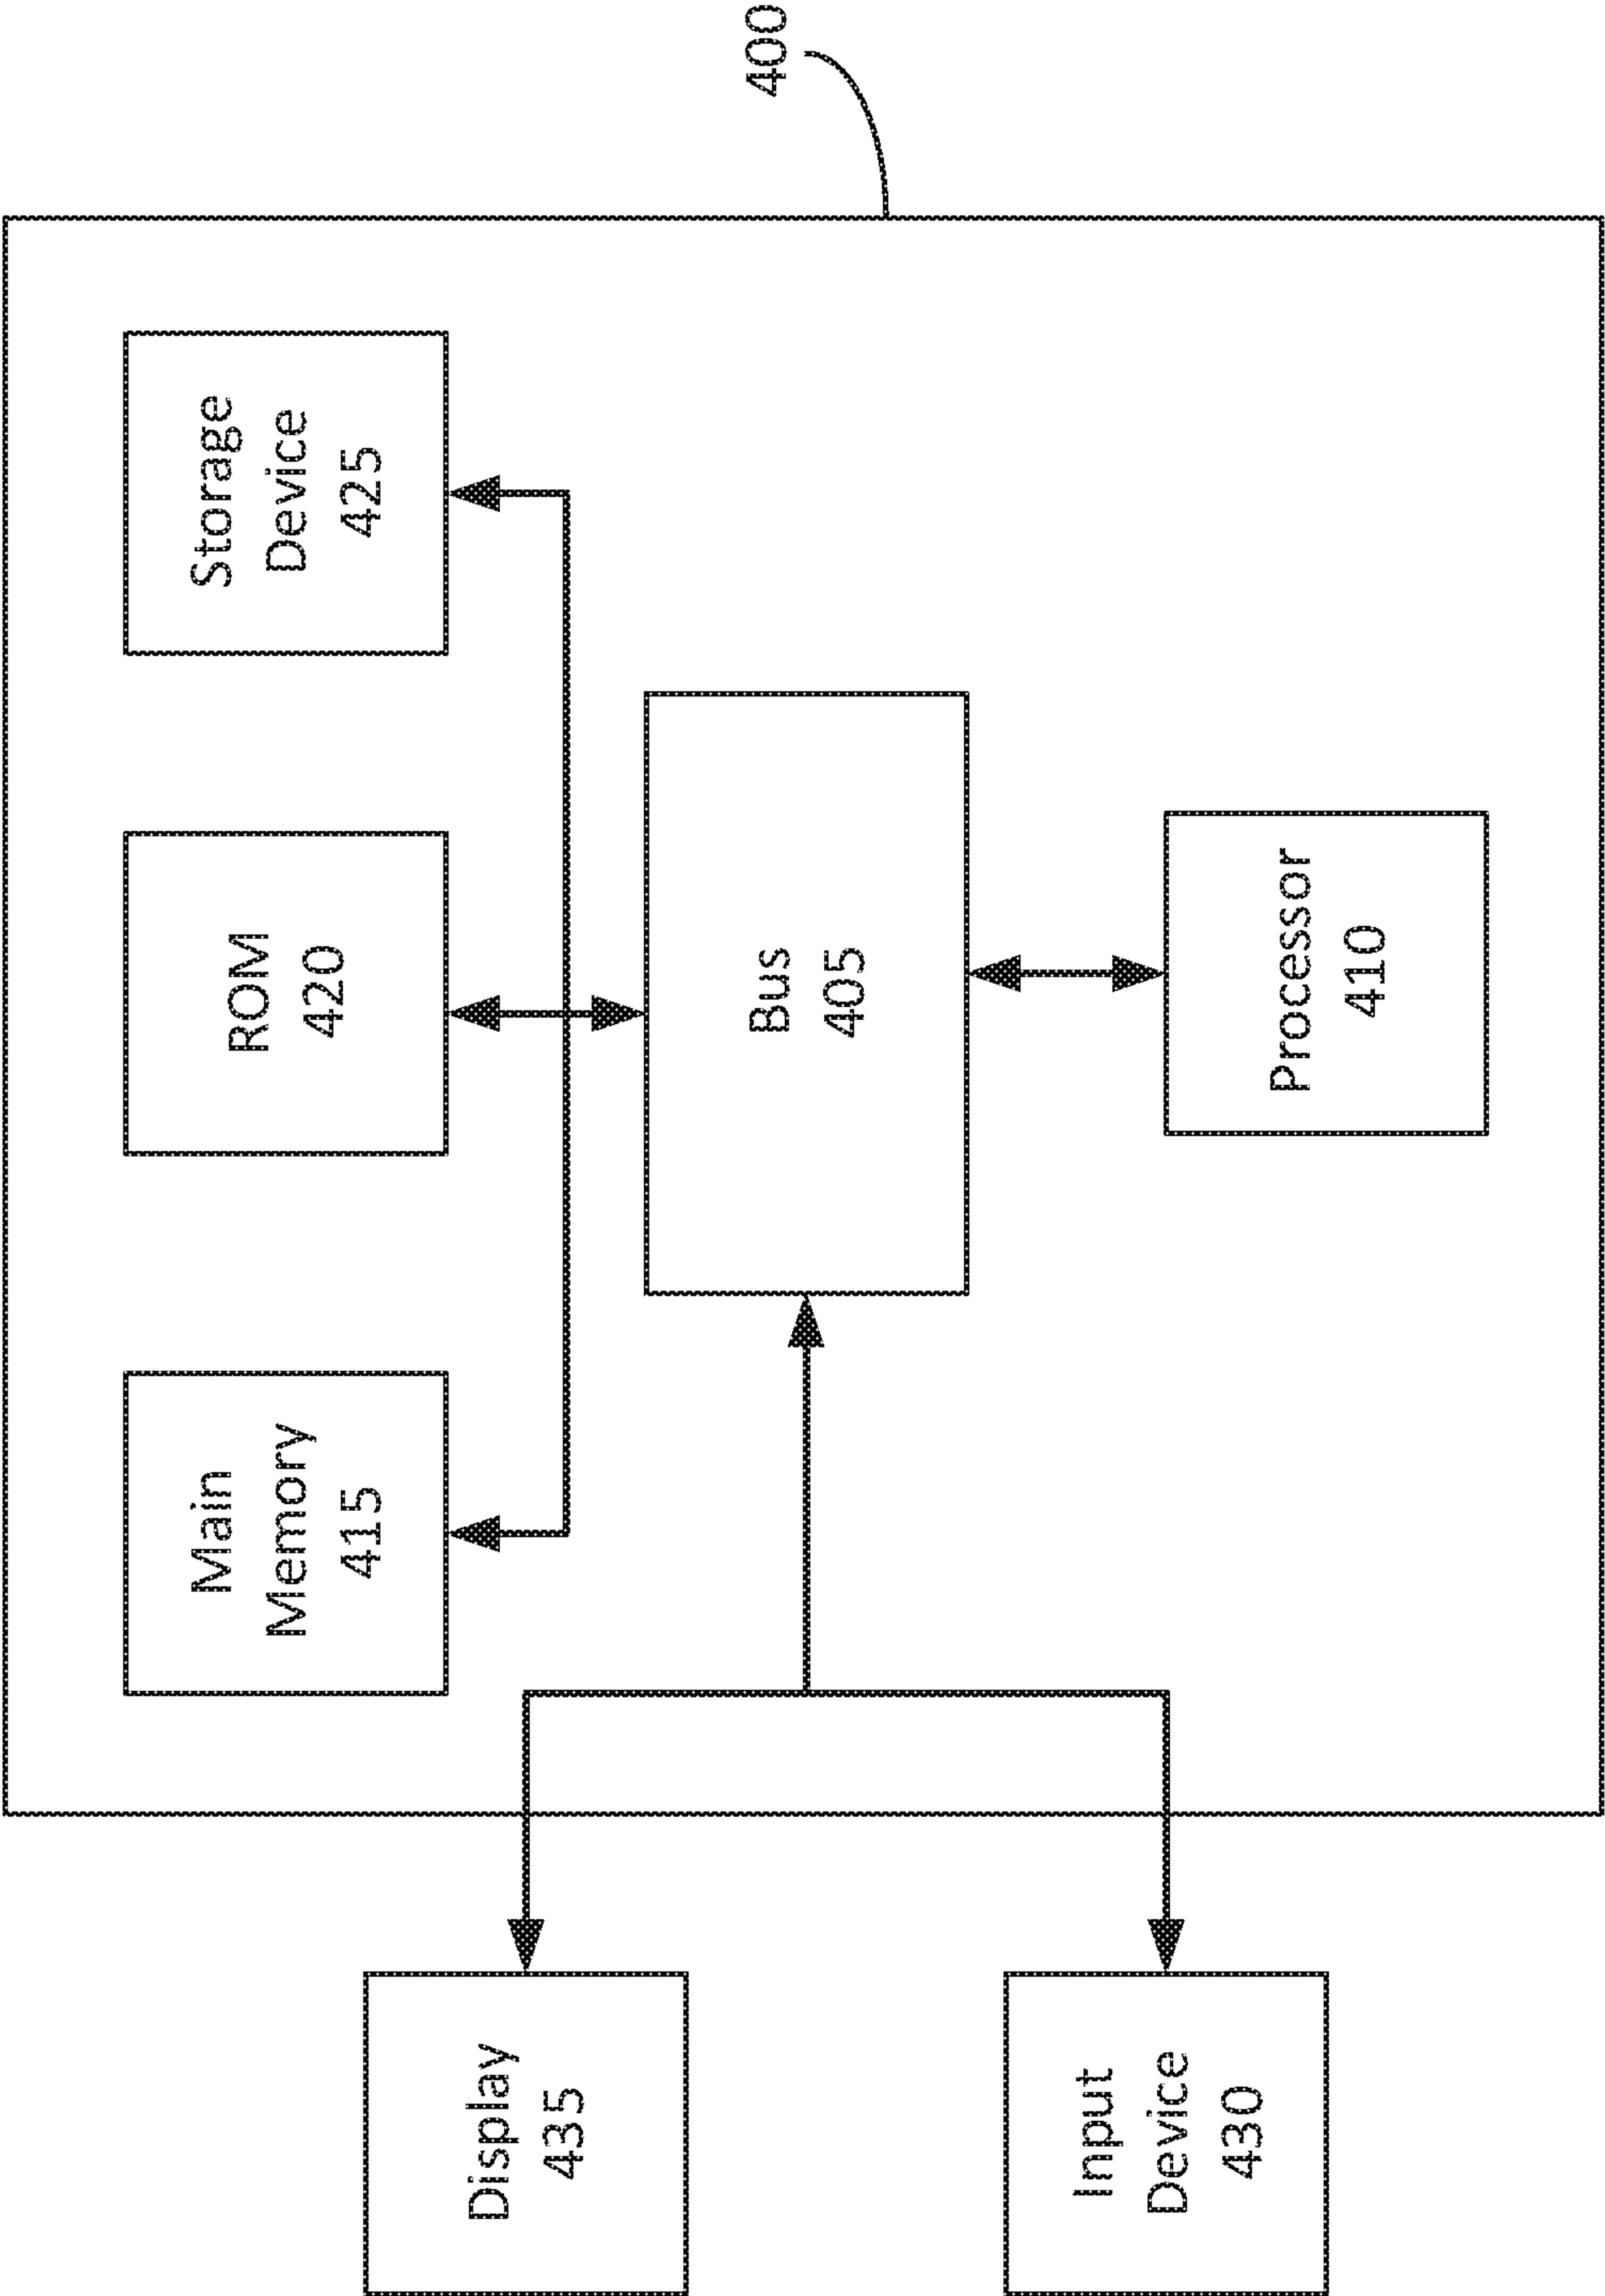 400
Main
Memory
415
ROM
420
Storage
Device
425
Display
435
Bus
405
Input
Device
430
Processor
410